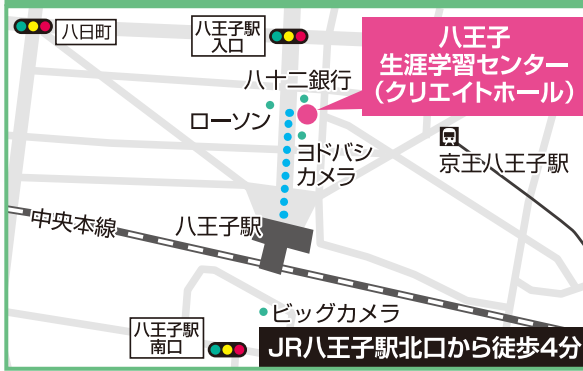 八日町
八王子駅
入口
八王子
生涯学習センター
（クリエイトホール）
八十二銀行
ローソン
ヨドバシ
カメラ
京王八王子駅
中央本線
八王子駅
ビッグカメラ
八王子駅
南口
JR八王子駅北口から徒歩4分